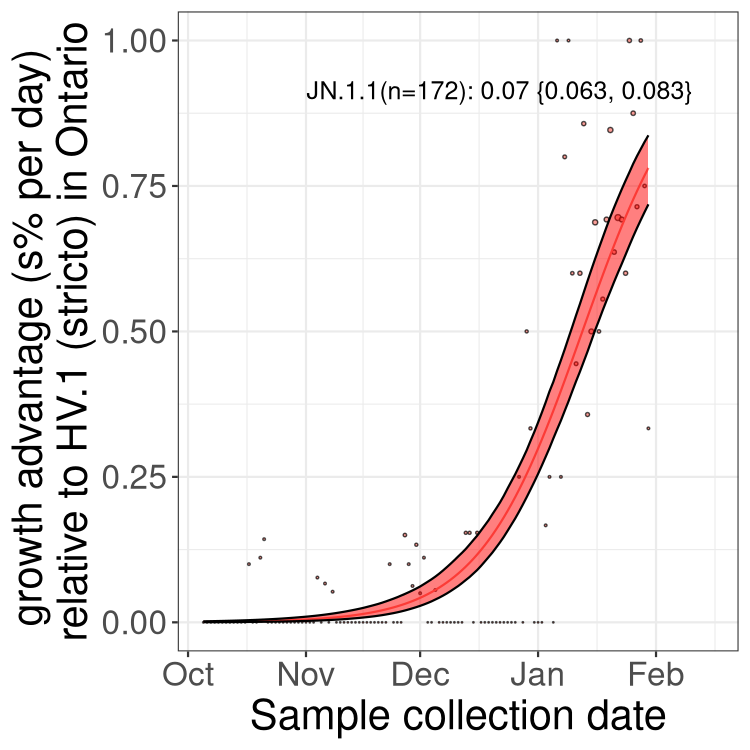 growth advantage (s% per day)
relative to HV.1 (stricto) in Ontario
1.00
0.75
0.50
0.25
0.00
JN.1.1(n=172): 0.07 {0.063, 0.083}
Oct Nov Dec Jan Feb
Sample collection date